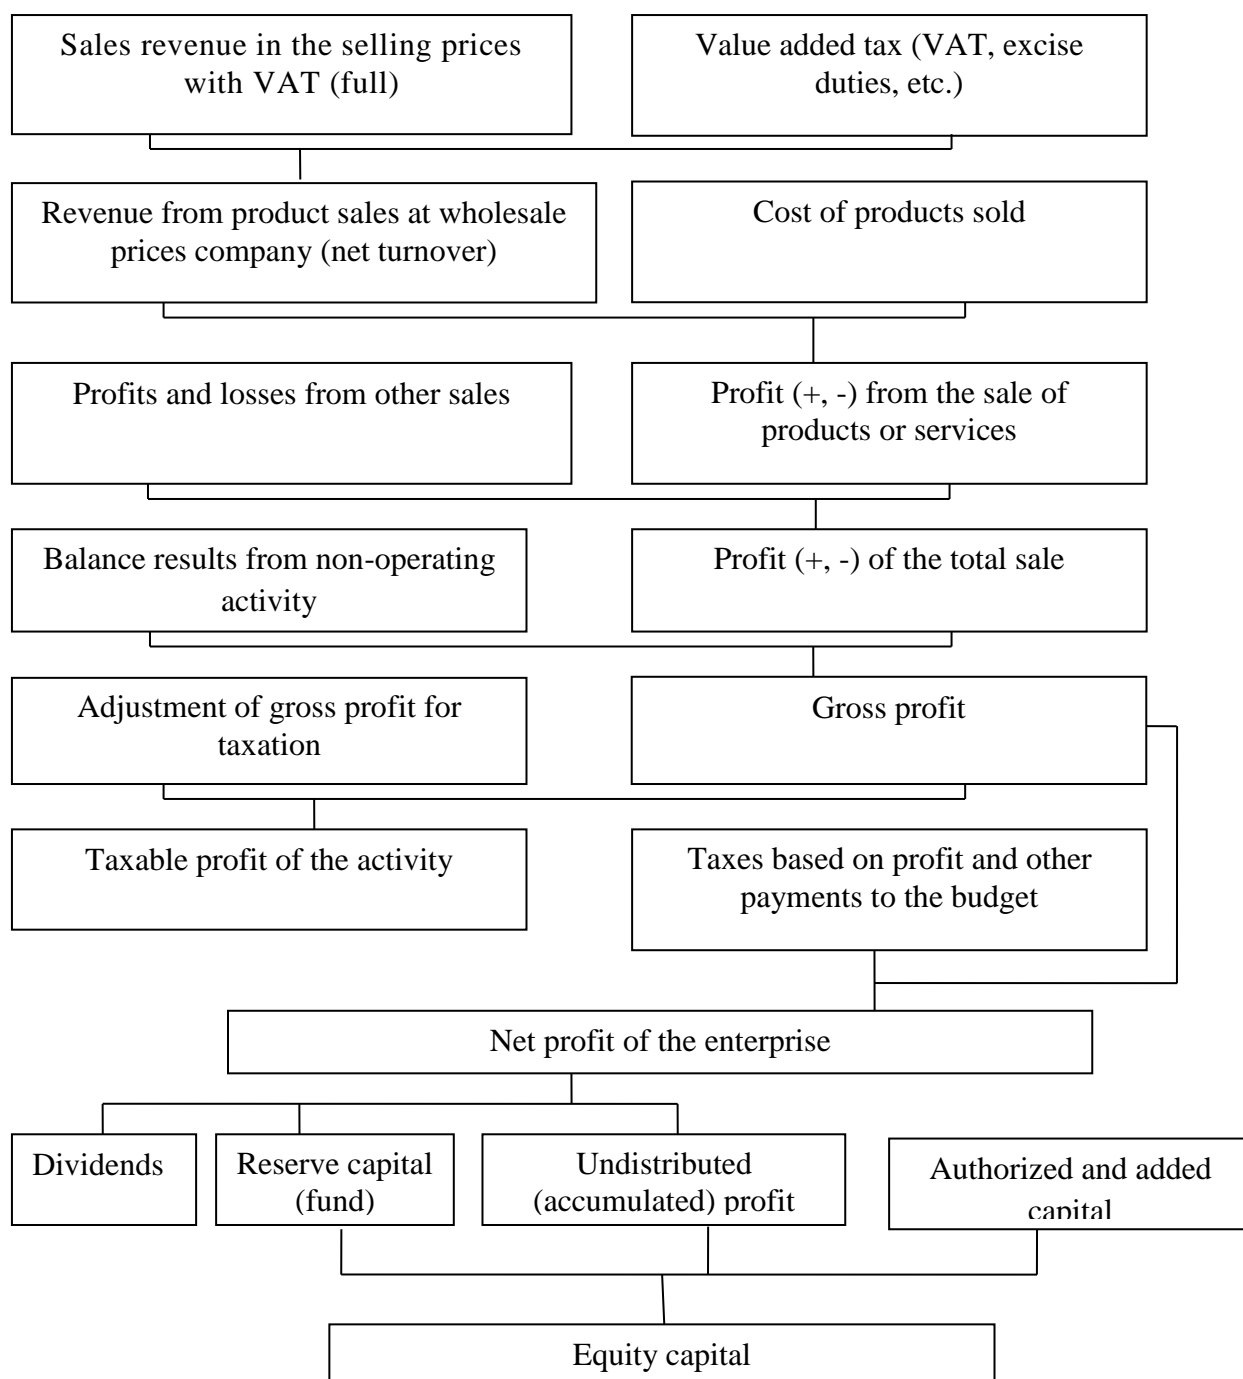 Sales revenue in the selling prices
with VAT (full)
Value added tax (VAT, excise
duties, etc.)
Revenue from product sales at wholesale
prices company (net turnover)
Cost of products sold
Profits and losses from other sales
Profit (+, -) from the sale of
products or services
Balance results from non-operating
activity
Profit (+, -) of the total sale
Adjustment of gross profit for
taxation
Gross profit
Taxable profit of the activity
Taxes based on profit and other
payments to the budget
Net profit of the enterprise
Dividends
Reserve capital
(fund)
Undistributed
(accumulated) profit
Authorized and added
capital
Equity capital